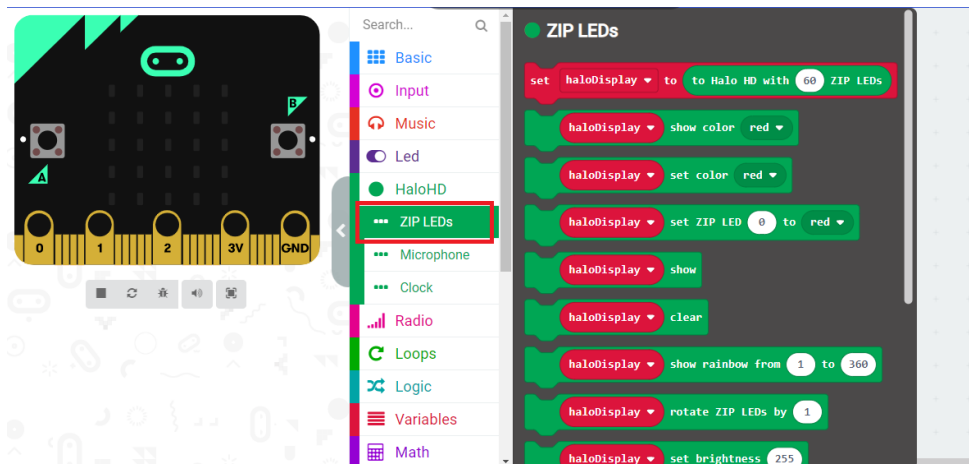 B
A
0 1 2 3V GND
Search...
Basic
Input
Music
Led
HaloHD
ZIP LEDs
Microphone
Clock
Radio
Loops
Logic
Variables
Math
ZIP LEDs
set haloDisplay to to Halo HD with 60 ZIP LEDs
haloDisplay show color red
haloDisplay set color red
haloDisplay set ZIP LED 0 to red
haloDisplay show
haloDisplay clear
haloDisplay show rainbow from 1 to 360
haloDisplay rotate ZIP LEDs by 1
haloDisplay set brightness 255